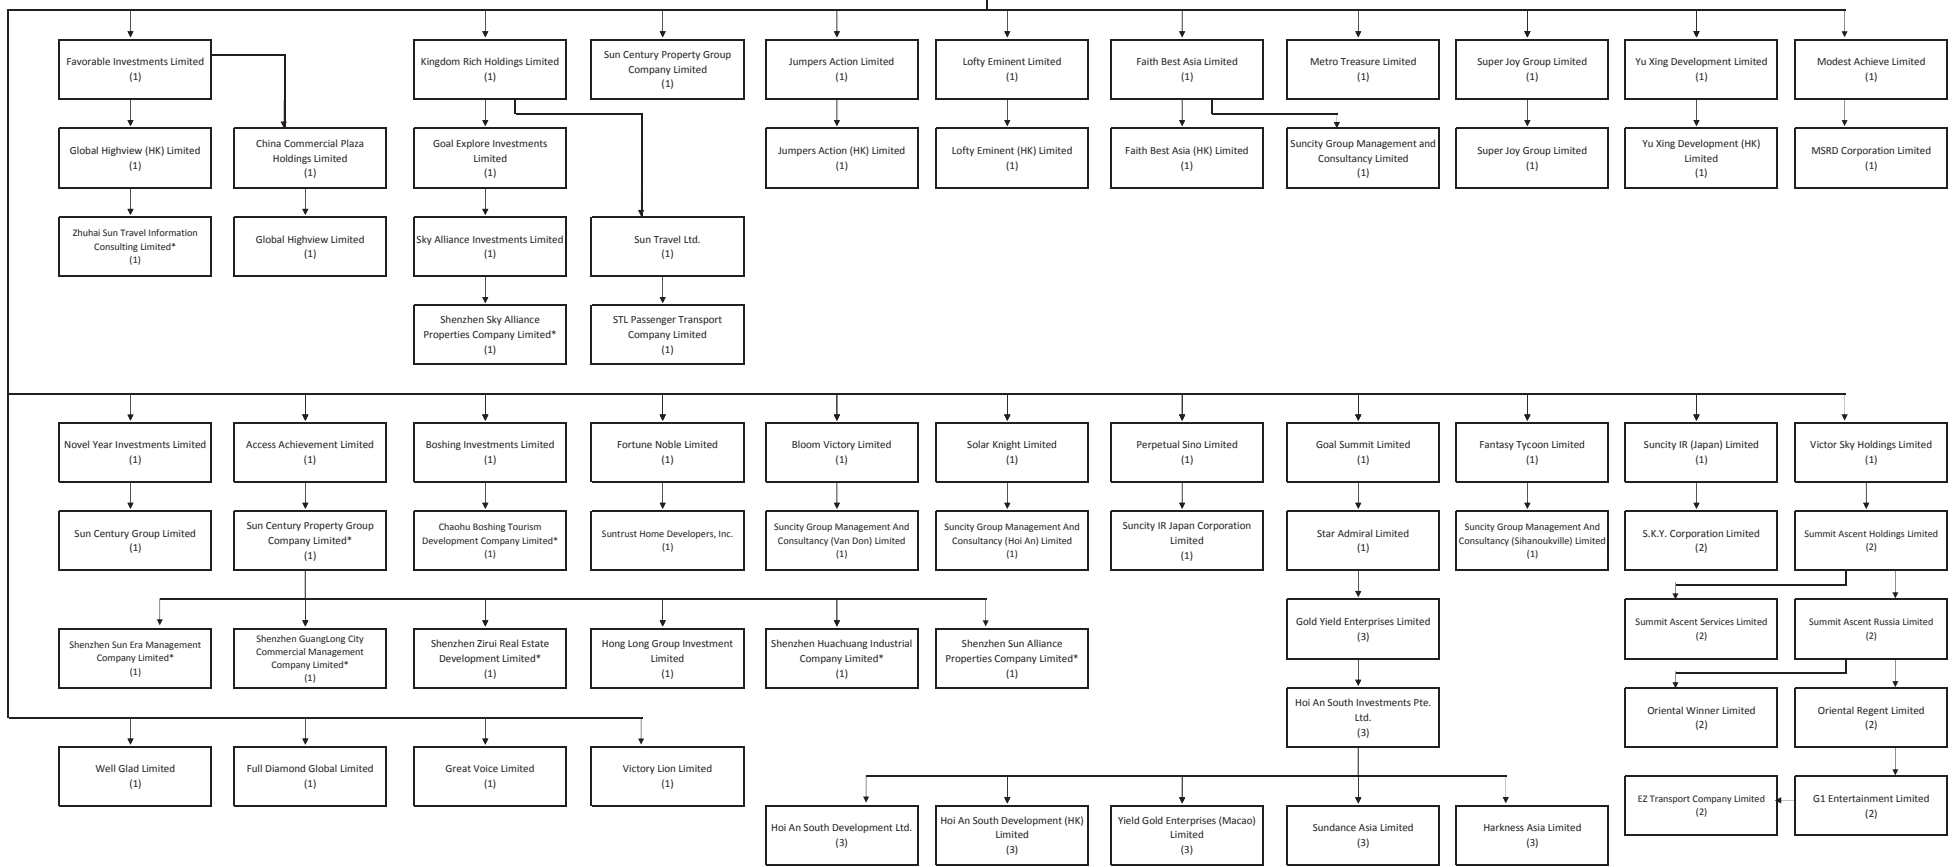 Favorable Investments Limited
(1)
Kingdom Rich Holdings Limited
(1)
Sun Century Property Group
Company Limited
(1)
Jumpers Action Limited
(1)
Lofty Eminent Limited
(1)
Faith Best Asia Limited
(1)
Metro Treasure Limited
(1)
Super Joy Group Limited
(1)
Yu Xing Development Limited
(1)
Modest Achieve Limited
(1)
Global Highview (HK) Limited
(1)
China Commercial Plaza
Holdings Limited
(1)
Goal Explore Investments
Limited
(1)
Jumpers Action (HK) Limited
(1)
Lofty Eminent (HK) Limited
(1)
Faith Best Asia (HK) Limited
(1)
Suncity Group Management and
Consultancy Limited
(1)
Super Joy Group Limited
(1)
Yu Xing Development (HK)
Limited
(1)
MSRD Corporation Limited
(1)
Zhuhai Sun Travel Information
Consulting Limited*
(1)
Global Highview Limited
(1)
Sky Alliance Investments Limited
(1)
Sun Travel Ltd.
(1)
Shenzhen Sky Alliance
Properties Company Limited*
(1)
STL Passenger Transport
Company Limited
(1)
Novel Year Investments Limited
(1)
Access Achievement Limited
(1)
Boshing Investments Limited
(1)
Fortune Noble Limited
(1)
Bloom Victory Limited
(1)
Solar Knight Limited
(1)
Perpetual Sino Limited
(1)
Goal Summit Limited
(1)
Fantasy Tycoon Limited
(1)
Suncity IR (Japan) Limited
(1)
Victor Sky Holdings Limited
(1)
Sun Century Group Limited
(1)
Sun Century Property Group
Company Limited*
(1)
Chaohu Boshing Tourism
Development Company Limited*
(1)
Suntrust Home Developers, Inc.
(1)
Suncity Group Management And
Consultancy (Van Don) Limited
(1)
Suncity Group Management And
Consultancy (Hoi An) Limited
(1)
Suncity IR Japan Corporation
Limited
(1)
Star Admiral Limited
(1)
Suncity Group Management And
Consultancy (Sihanoukville) Limited
(1)
S.K.Y. Corporation Limited
(2)
Summit Ascent Holdings Limited
(2)
Shenzhen Sun Era Management
Company Limited*
(1)
Shenzhen GuangLong City
Commercial Management
Company Limited*
(1)
Shenzhen Zirui Real Estate
Development Limited*
(1)
Hong Long Group Investment
Limited
(1)
Shenzhen Huachuang Industrial
Company Limited*
(1)
Shenzhen Sun Alliance
Properties Company Limited*
(1)
Gold Yield Enterprises Limited
(3)
Summit Ascent Services Limited
(2)
Summit Ascent Russia Limited
(2)
Hoi An South Investments Pte.
Ltd.
(3)
Oriental Winner Limited
(2)
Oriental Regent Limited
(2)
Well Glad Limited
(1)
Full Diamond Global Limited
(1)
Great Voice Limited
(1)
Victory Lion Limited
(1)
EZ Transport Company Limited
(2)
G1 Entertainment Limited
(2)
Hoi An South Development Ltd.
(3)
Hoi An South Development (HK)
Limited
(3)
Yield Gold Enterprises (Macao)
Limited
(3)
Sundance Asia Limited
(3)
Harkness Asia Limited
(3)